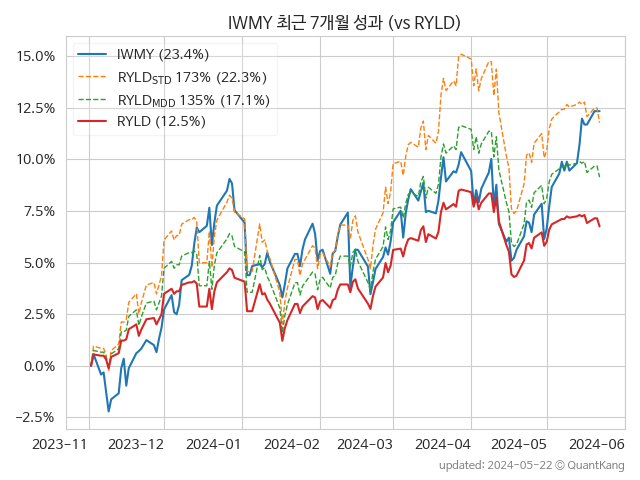 IWMY 최근 7개월 성과 (vs RYLD)
IWMY (23.4%)
RYLD_STD 173% (22.3%)
RYLD_MDD 135% (17.1%)
RYLD (12.5%)
15.0%
12.5%
10.0%
7.5%
5.0%
2.5%
0.0%
−2.5%
2023-11 2023-12 2024-01 2024-02 2024-03 2024-04 2024-05 2024-06
updated: 2024-05-22 ⓒ QuantKang